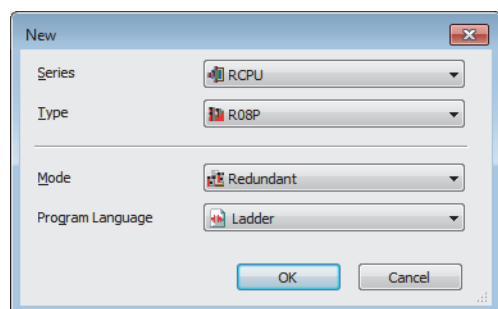 New
Series RCPU
Type R08P
Mode Redundant
Program Language Ladder
OK Cancel